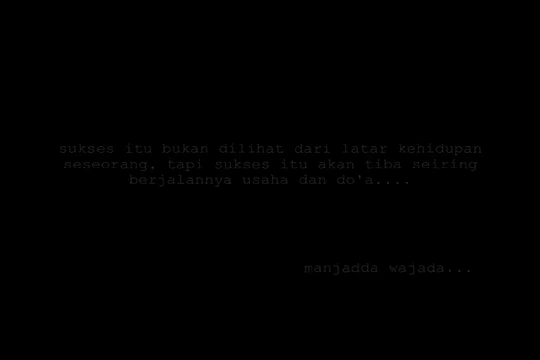 sukses itu bukan dilihat dari latar kehidupan
seseorang. tapi sukses itu akan tiba seiring
berjalannya usaha dan do'a....
manjadda wajada...